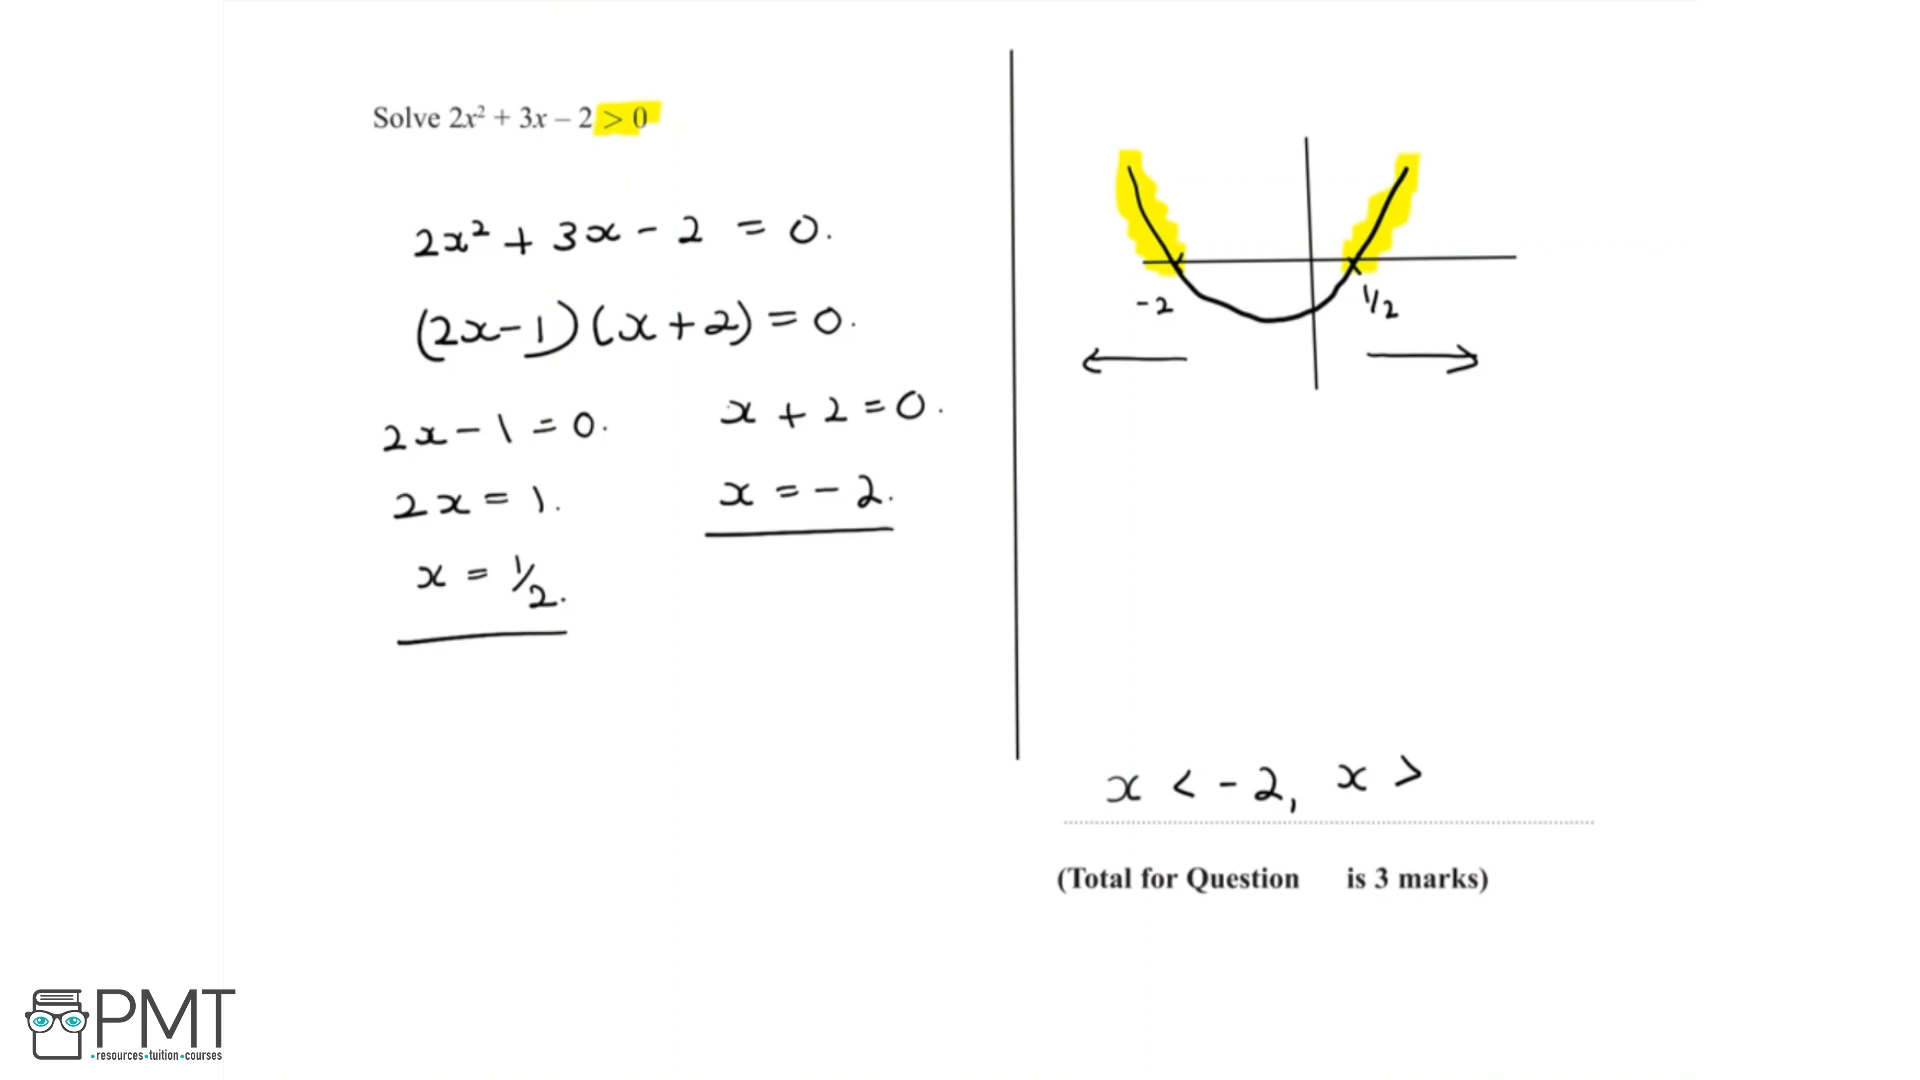 Solve 2x² + 3x – 2 > 0
2x² + 3x - 2 = 0.
(2x-1)(x+2) = 0.
2x - 1 = 0.
x + 2 = 0.
2x = 1.
x = - 2.
x = 1/2.
-2
1/2
x < -2, x >
(Total for Question is 3 marks)
PMT
•resources•tuition•courses